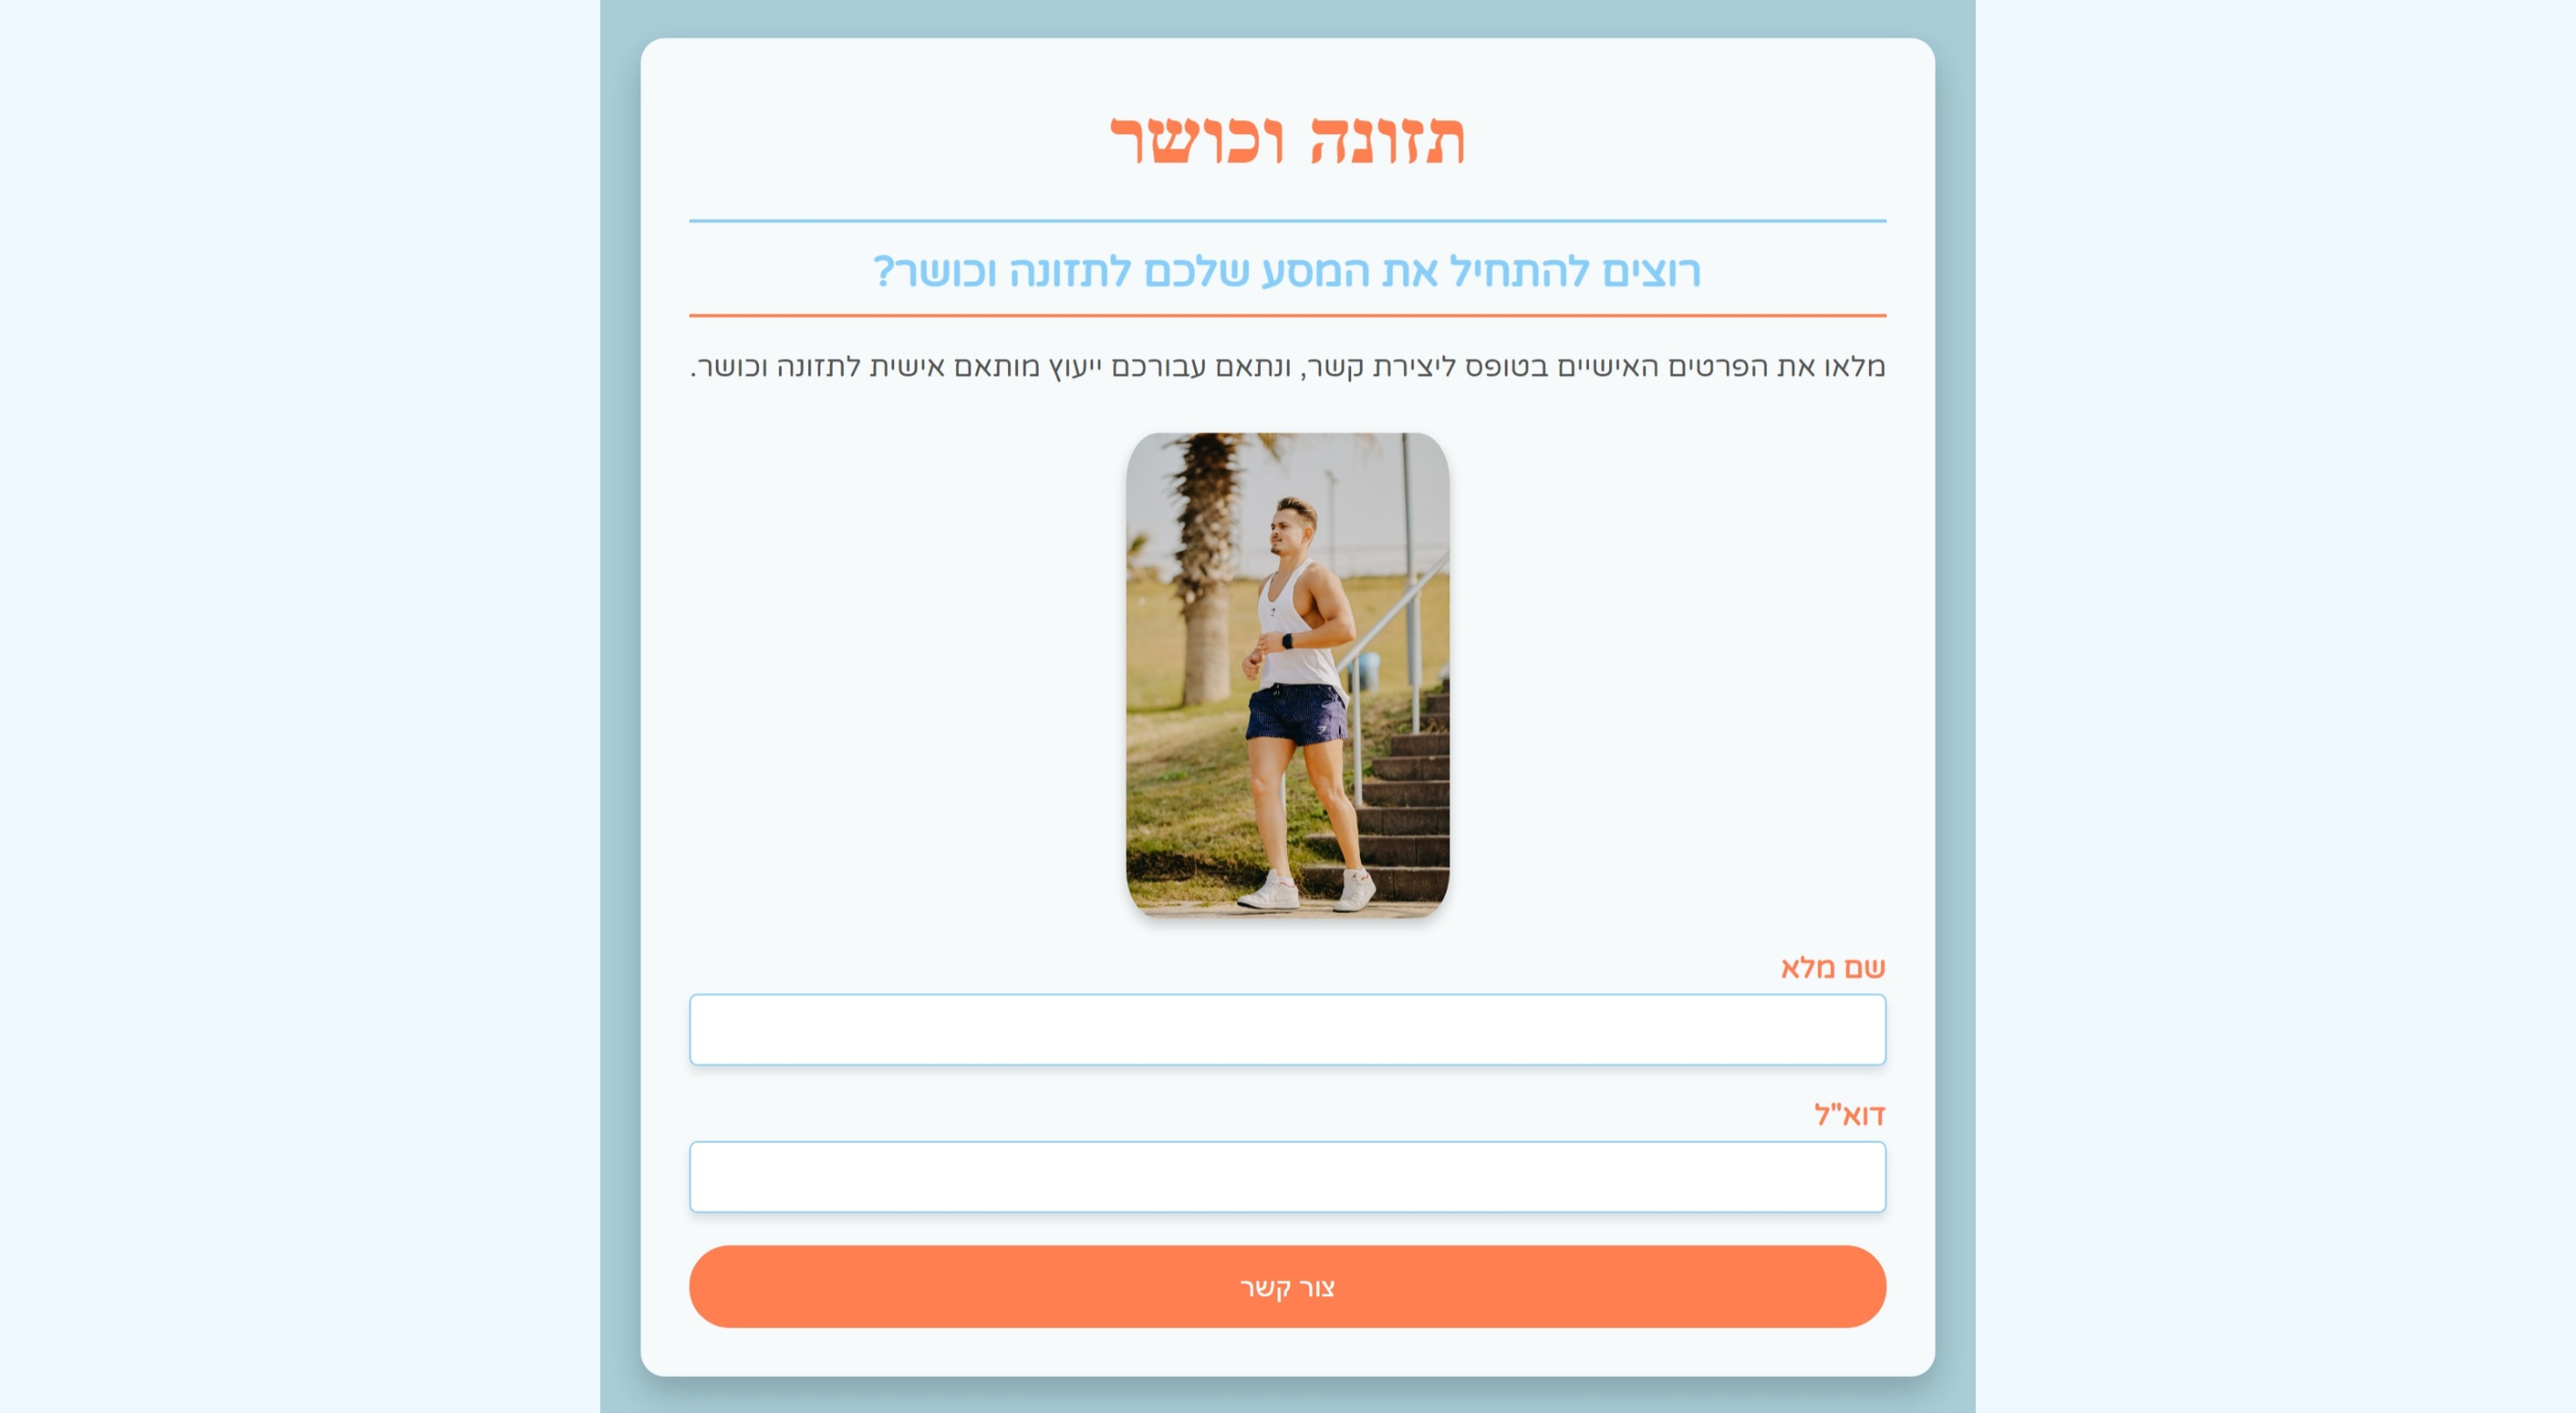 תזונה וכושר
רוצים להתחיל את המסע שלכם לתזונה וכושר?
מלאו את הפרטים האישיים בטופס ליצירת קשר, ונתאם עבורכם ייעוץ מותאם אישית לתזונה וכושר.
שם מלא
דוא"ל
צור קשר